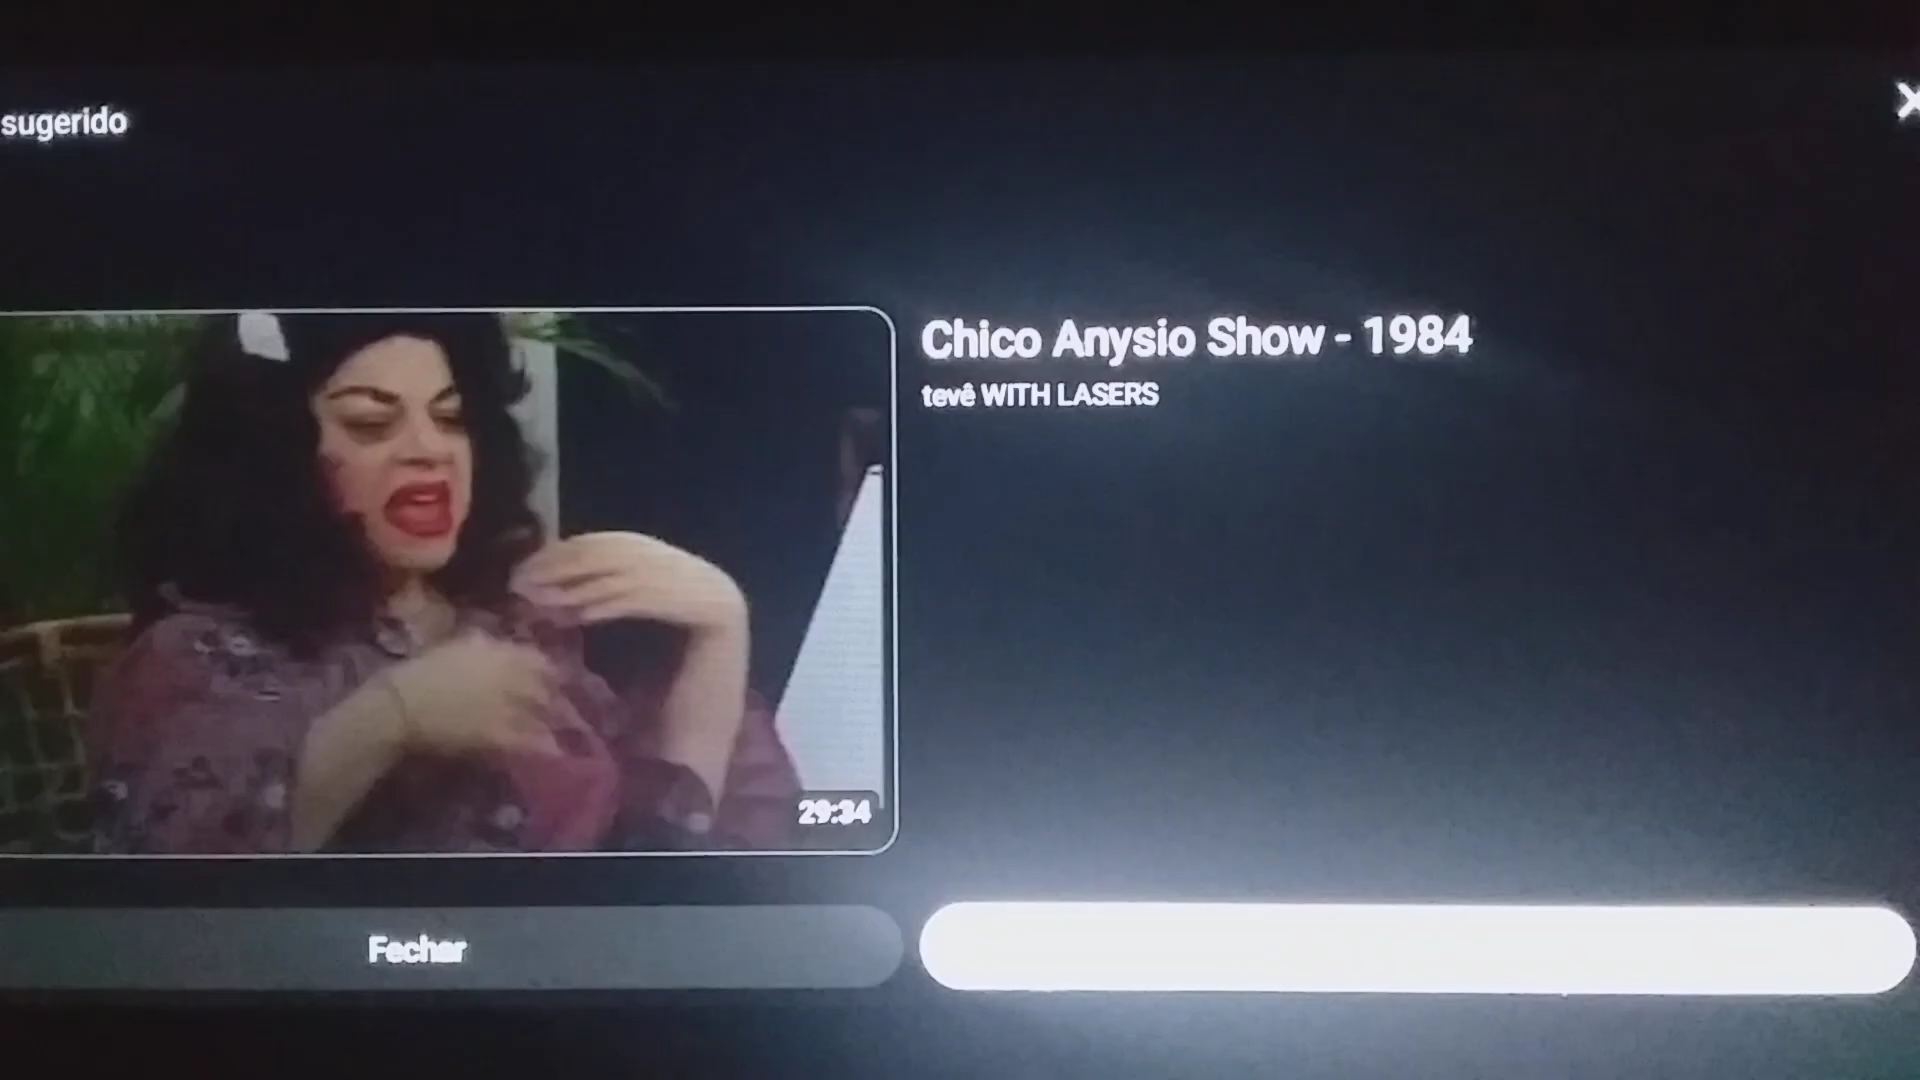 sugerido
Chico Anysio Show - 1984
tevê WITH LASERS
29:34
Fechar